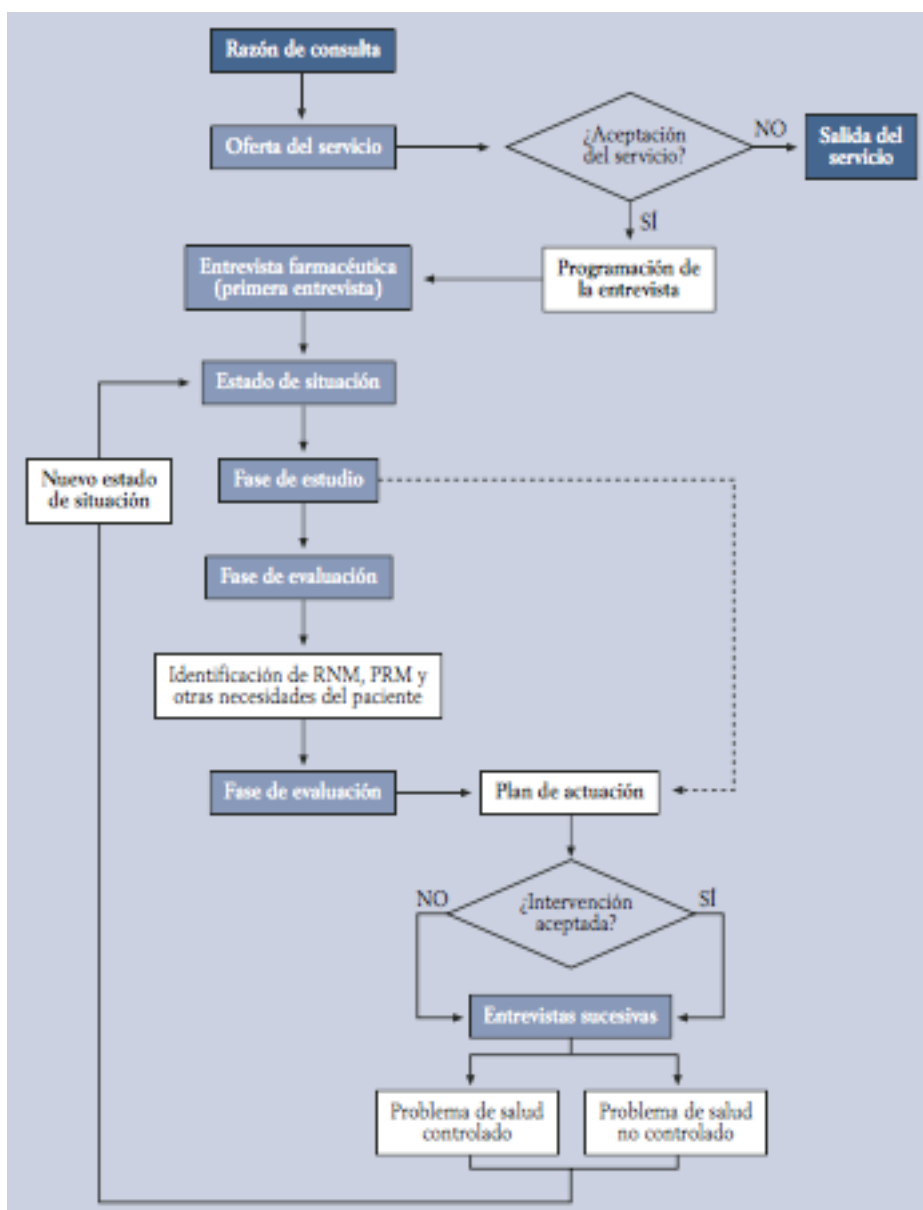 Razón de consulta
Oferta del servicio
¿Aceptación
del servicio?
NO
Salida del
servicio
SÍ
Programación de
la entrevista
Entrevista farmacéutica
(primera entrevista)
Estado de situación
Nuevo estado
de situación
Fase de estudio
Fase de evaluación
Identificación de RNM, PRM y
otras necesidades del paciente
Fase de evaluación
Plan de actuación
NO
¿Intervención
aceptada?
SÍ
Entrevistas sucesivas
Problema de salud
controlado
Problema de salud
no controlado